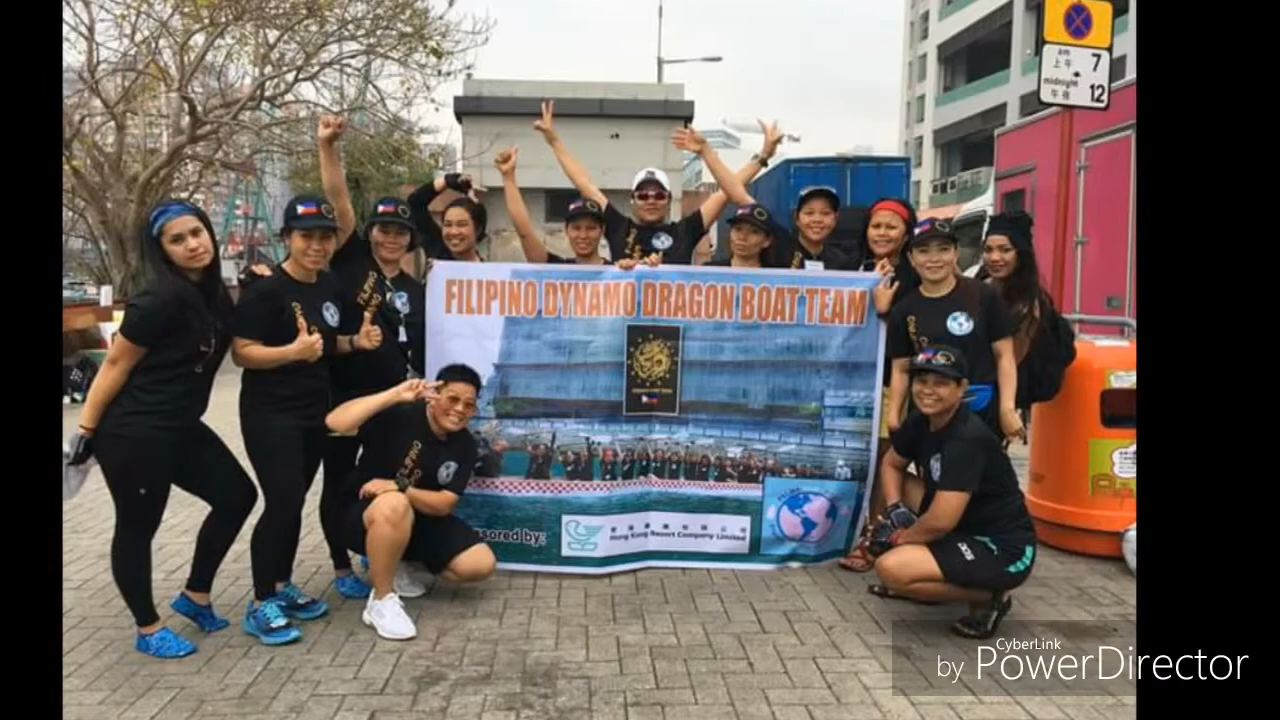 am
上午
7
midnight
午夜
12
FILIPINO DYNAMO DRAGON BOAT TEAM
sored by:
Hong Kong Resort Company Limited
FILIPINO
CyberLink
by PowerDirector